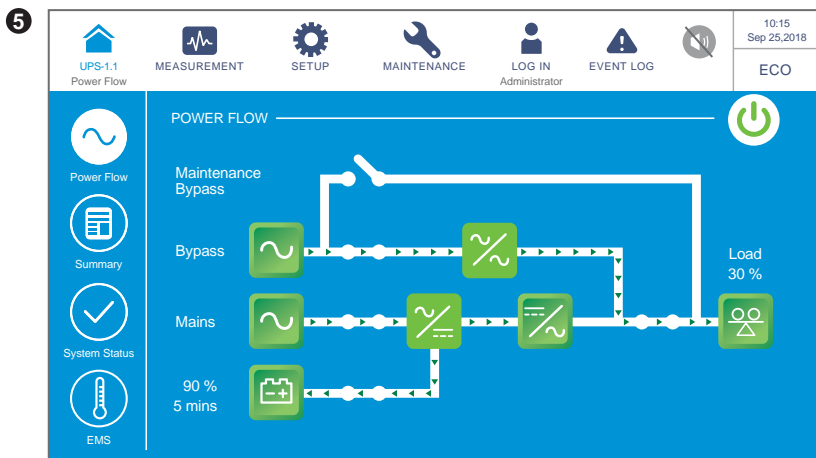 5
UPS-1.1
Power Flow
MEASUREMENT
SETUP
MAINTENANCE
LOG IN
Administrator
EVENT LOG
10:15
Sep 25,2018
ECO
Power Flow
Summary
System Status
EMS
POWER FLOW
Maintenance
Bypass
Bypass
Mains
90 %
5 mins
Load
30 %